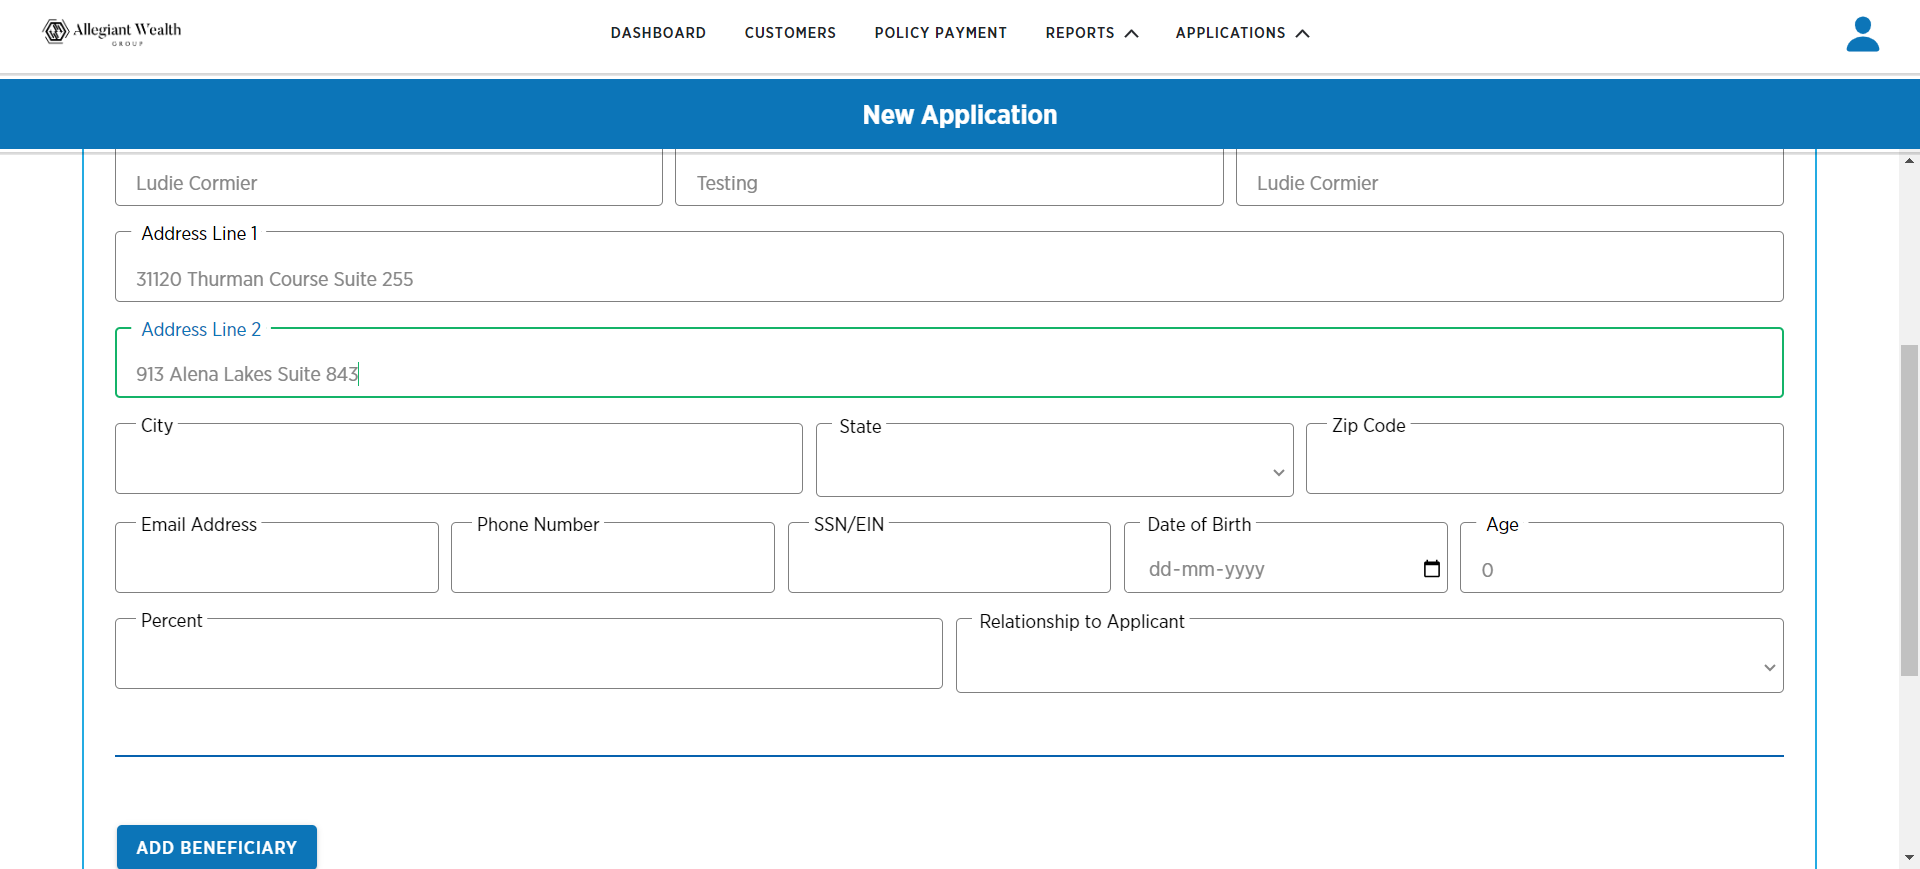 Allegiant Wealth
GROUP
DASHBOARD CUSTOMERS POLICY PAYMENT REPORTS APPLICATIONS
New Application
Ludie Cormier Testing Ludie Cormier
Address Line 1
31120 Thurman Course Suite 255
Address Line 2
913 Alena Lakes Suite 843
City State Zip Code
Email Address Phone Number SSN/EIN Date of Birth Age
dd-mm-yyyy 0
Percent Relationship to Applicant
ADD BENEFICIARY